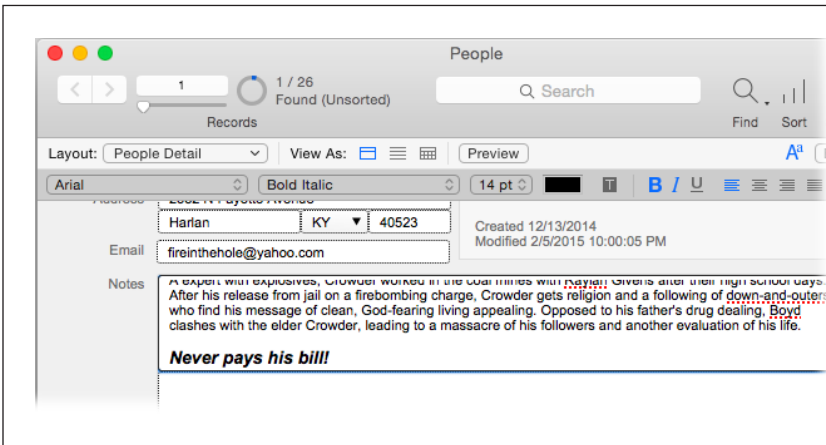 People
1
1 / 26
Found (Unsorted)
Search
Records
Find Sort
Layout: People Detail View As: Preview Aa
Arial Bold Italic 14 pt T B I U
Address
Harlan KY 40523
Created 12/13/2014
Modified 2/5/2015 10:00:05 PM
Email fireinthehole@yahoo.com
Notes
A expert with explosives, Crowder worked in the coal mines with Raylan Givens after their high school days.
After his release from jail on a firebombing charge, Crowder gets religion and a following of down-and-outers
who find his message of clean, God-fearing living appealing. Opposed to his father's drug dealing, Boyd
clashes with the elder Crowder, leading to a massacre of his followers and another evaluation of his life.
Never pays his bill!